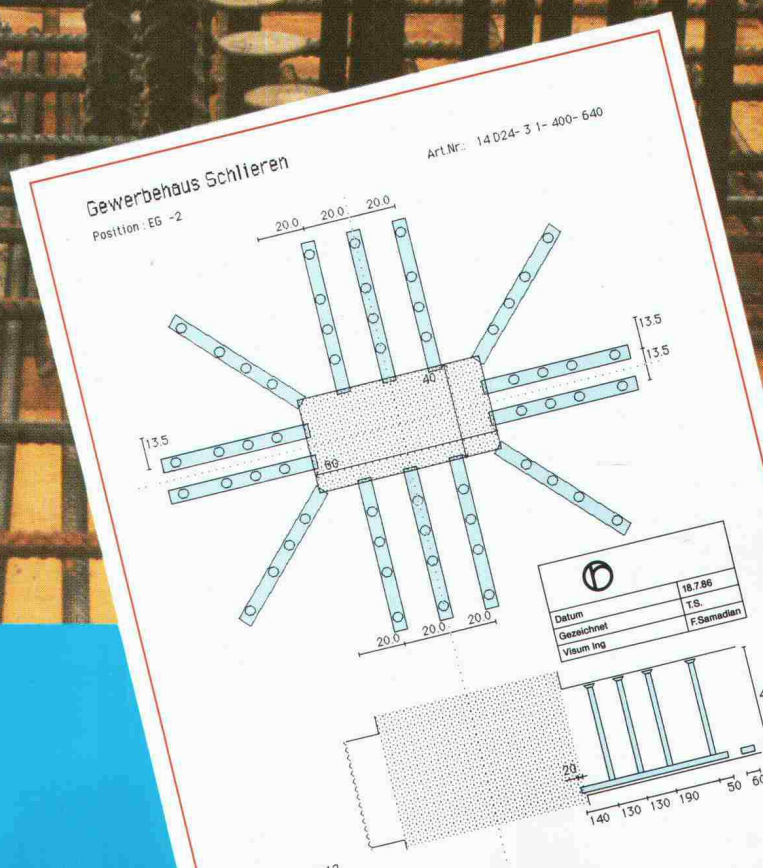 Gewerbehaus Schlieren
Art.Nr.: 14 D24- 3 1- 400- 640
Position : EG -2
20.0 20.0 20.0
13.5
13.5
40
13.5
80
20.0 20.0 20.0
Datum 18.7.86
Gezeichnet T.S.
Visum Ing F.Samadian
20
140 130 130 190 50 60